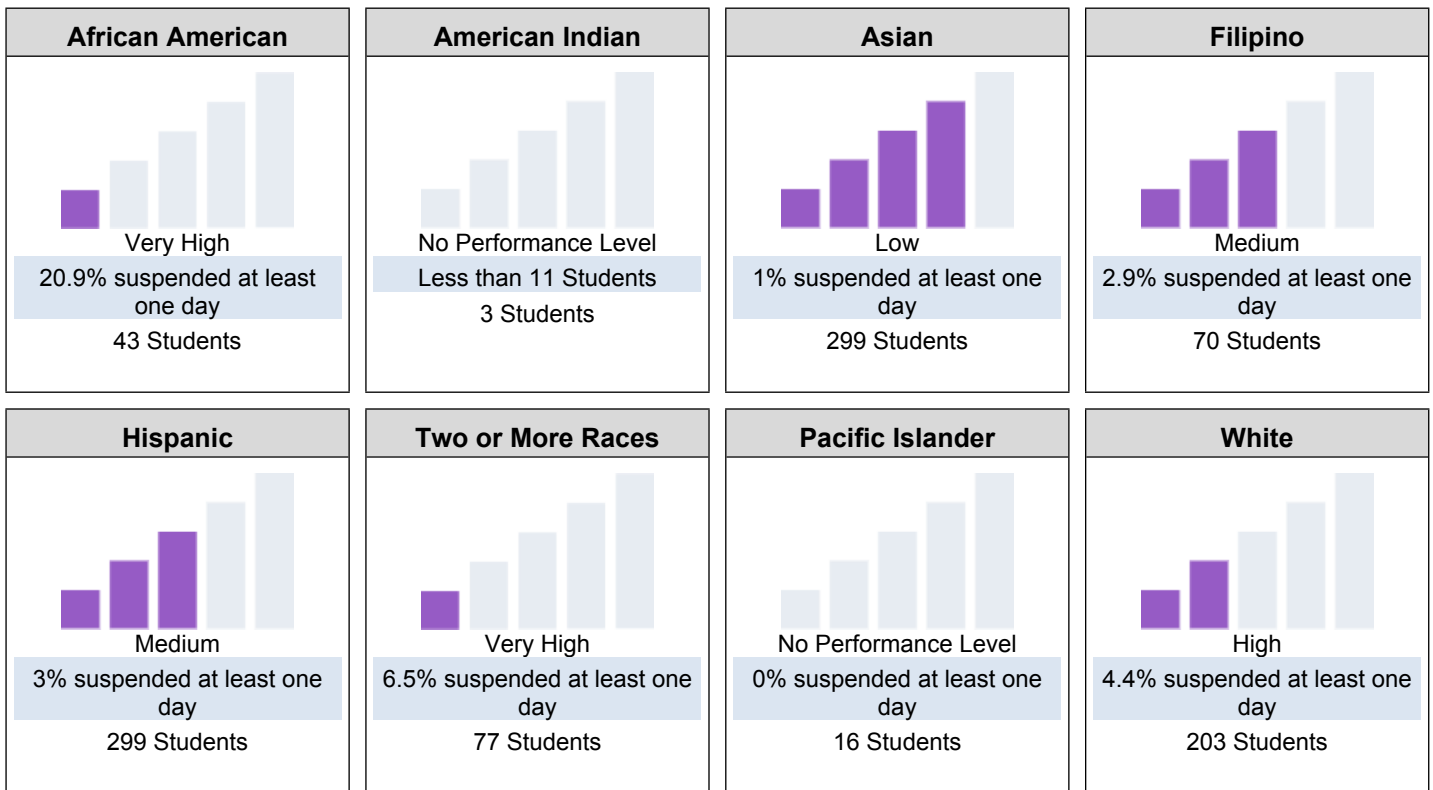 African American
Very High
20.9% suspended at least
one day
43 Students
American Indian
No Performance Level
Less than 11 Students
3 Students
Asian
Low
1% suspended at least one
day
299 Students
Filipino
Medium
2.9% suspended at least one
day
70 Students
Hispanic
Medium
3% suspended at least one
day
299 Students
Two or More Races
Very High
6.5% suspended at least one
day
77 Students
Pacific Islander
No Performance Level
0% suspended at least one
day
16 Students
White
High
4.4% suspended at least one
day
203 Students